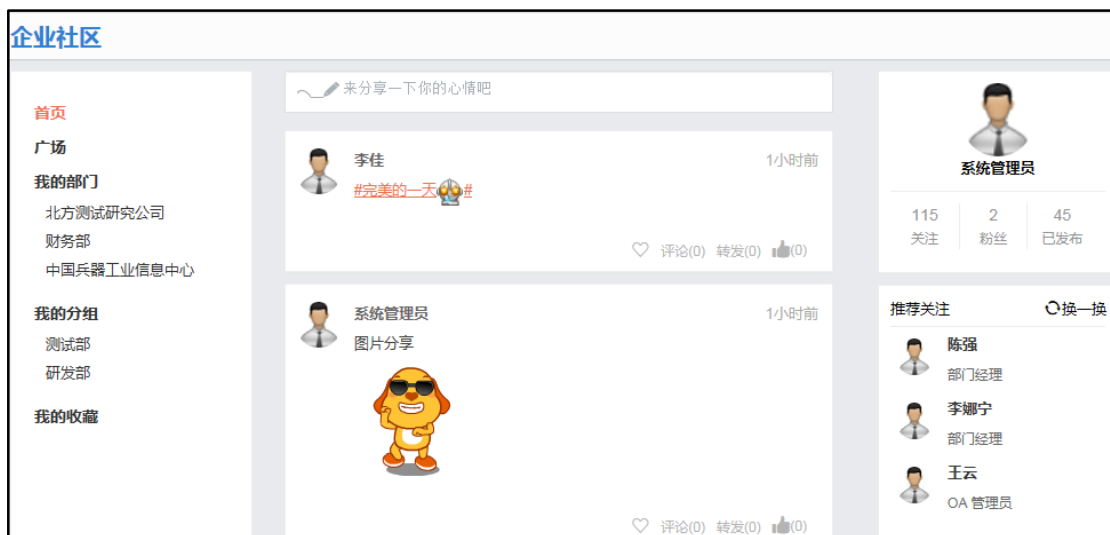 企业社区
首页
广场
我的部门
北方测试研究公司
财务部
中国兵器工业信息中心
我的分组
测试部
研发部
我的收藏
来分享一下你的心情吧
李佳 1小时前
#完美的一天#
评论(0) 转发(0) (0)
系统管理员 1小时前
图片分享
评论(0) 转发(0) (0)
系统管理员
115 2 45
关注 粉丝 已发布
推荐关注 换一换
陈强
部门经理
李娜宁
部门经理
王云
OA 管理员